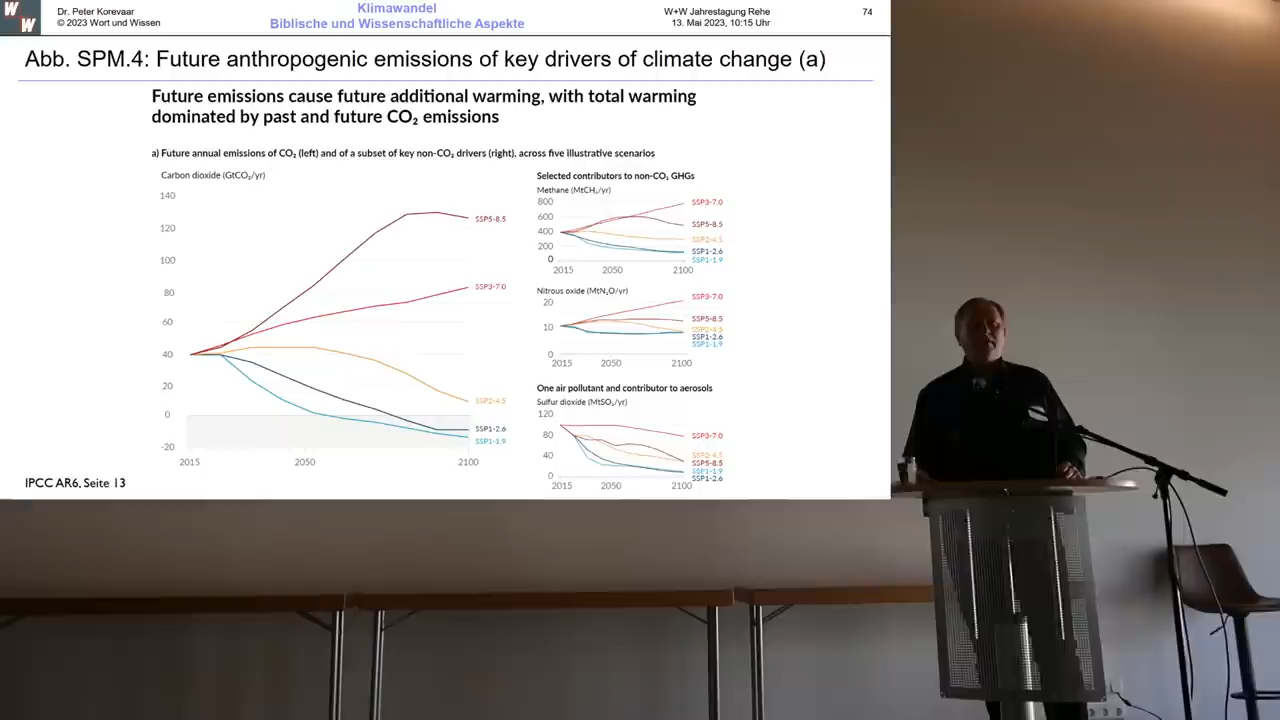 W
W
Dr. Peter Korevaar
© 2023 Wort und Wissen
Klimawandel
Biblische und Wissenschaftliche Aspekte
W+W Jahrestagung Rehe
13. Mai 2023, 10:15 Uhr
74
Abb. SPM.4: Future anthropogenic emissions of key drivers of climate change (a)
Future emissions cause future additional warming, with total warming
dominated by past and future CO₂ emissions
a) Future annual emissions of CO₂ (left) and of a subset of key non-CO₂ drivers (right), across five illustrative scenarios
Carbon dioxide (GtCO₂/yr)
140
120
100
80
60
40
20
0
-20
2015
2050
2100
SSP5-8.5
SSP3-7.0
SSP2-4.5
SSP1-2.6
SSP1-1.9
Selected contributors to non-CO₂ GHGs
Methane (MtCH₄/yr)
800
600
400
200
0
2015
2050
2100
SSP3-7.0
SSP5-8.5
SSP2-4.5
SSP1-2.6
SSP1-1.9
Nitrous oxide (MtN₂O/yr)
20
10
0
2015
2050
2100
SSP3-7.0
SSP5-8.5
SSP2-4.5
SSP1-2.6
SSP1-1.9
One air pollutant and contributor to aerosols
Sulfur dioxide (MtSO₂/yr)
120
80
40
0
2015
2050
2100
SSP3-7.0
SSP2-4.5
SSP5-8.5
SSP1-1.9
SSP1-2.6
IPCC AR6, Seite 13